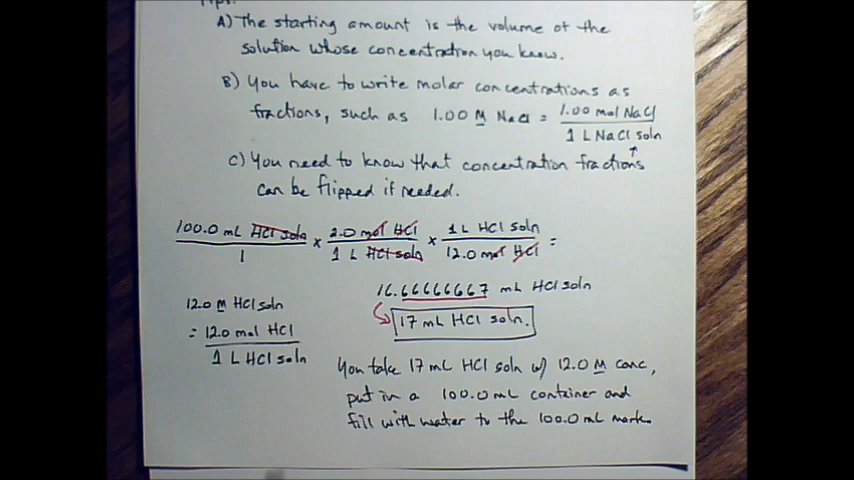 Tips:
A) The starting amount is the volume of the
solution whose concentration you know.
B) You have to write molar concentrations as
fractions, such as 1.00 M NaCl = 1.00 mol NaCl / 1 L NaCl soln
C) You need to know that concentration fractions
can be flipped if needed.
100.0 mL HCl soln / 1 × 2.0 mol HCl / 1 L HCl soln × 1 L HCl soln / 12.0 mol HCl =
16.66666667 mL HCl soln
17 mL HCl soln.
12.0 M HCl soln
= 12.0 mol HCl / 1 L HCl soln
You take 17 mL HCl soln w/ 12.0 M conc,
put in a 100.0 mL container and
fill with water to the 100.0 mL mark.